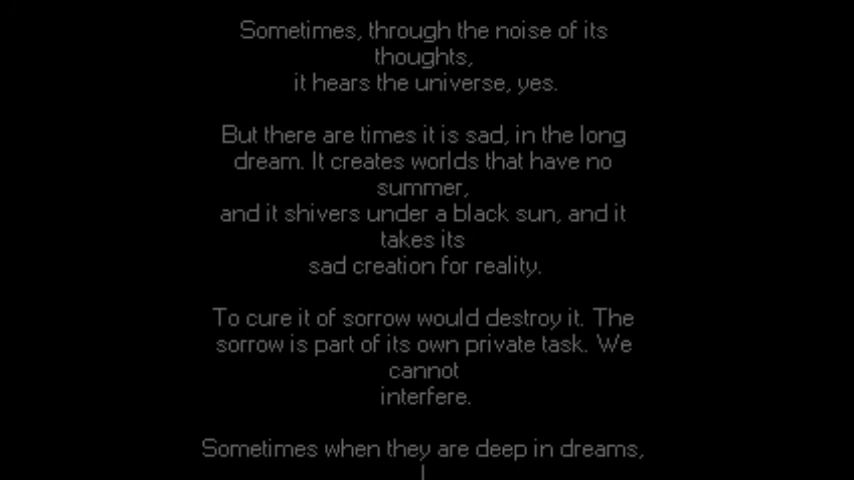 Sometimes, through the noise of its
thoughts,
it hears the universe, yes.
But there are times it is sad, in the long
dream. It creates worlds that have no
summer,
and it shivers under a black sun, and it
takes its
sad creation for reality.
To cure it of sorrow would destroy it. The
sorrow is part of its own private task. We
cannot
interfere.
Sometimes when they are deep in dreams,